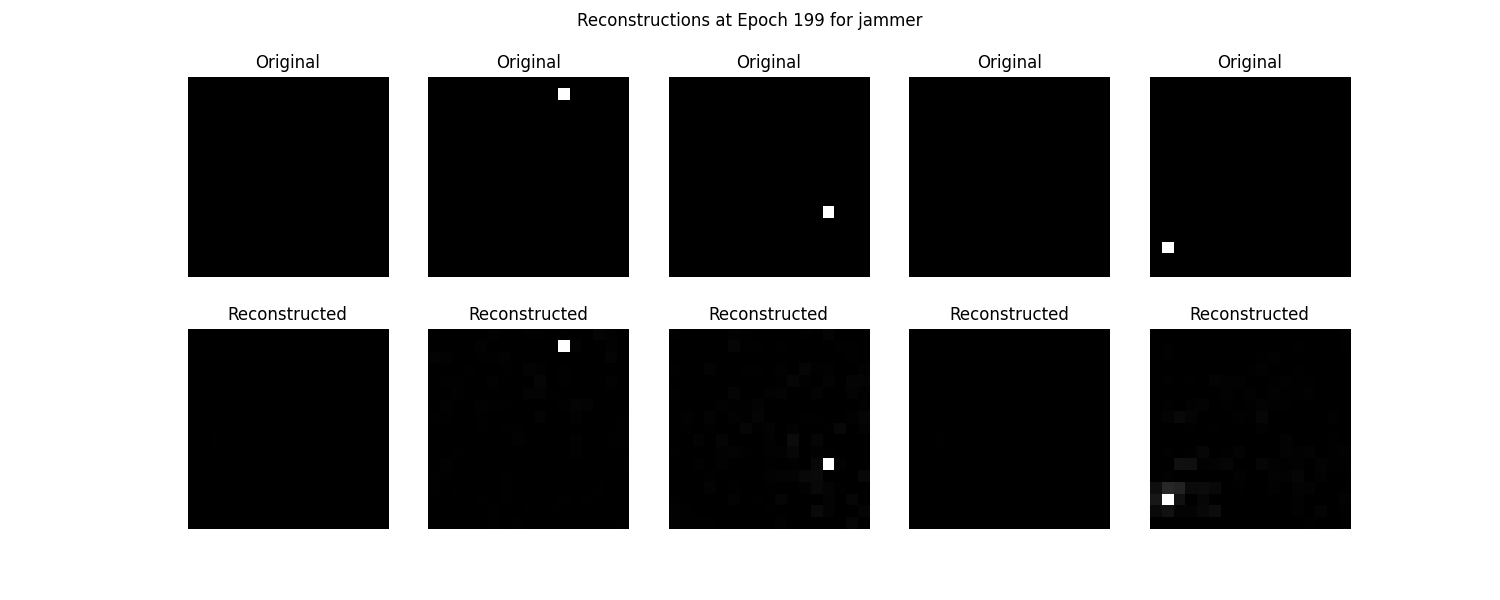 Reconstructions at Epoch 199 for jammer
Original Original Original Original Original
Reconstructed Reconstructed Reconstructed Reconstructed Reconstructed